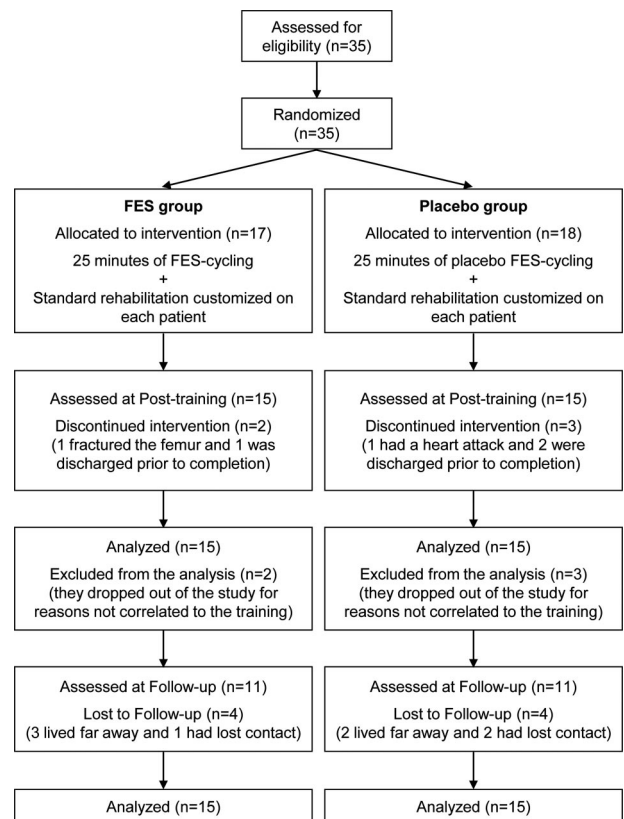 Assessed for
eligibility (n=35)
Randomized
(n=35)
FES group
Allocated to intervention (n=17)
25 minutes of FES-cycling
+
Standard rehabilitation customized on
each patient
Placebo group
Allocated to intervention (n=18)
25 minutes of placebo FES-cycling
+
Standard rehabilitation customized on
each patient
Assessed at Post-training (n=15)
Discontinued intervention (n=2)
(1 fractured the femur and 1 was
discharged prior to completion)
Assessed at Post-training (n=15)
Discontinued intervention (n=3)
(1 had a heart attack and 2 were
discharged prior to completion)
Analyzed (n=15)
Excluded from the analysis (n=2)
(they dropped out of the study for
reasons not correlated to the training)
Analyzed (n=15)
Excluded from the analysis (n=3)
(they dropped out of the study for
reasons not correlated to the training)
Assessed at Follow-up (n=11)
Lost to Follow-up (n=4)
(3 lived far away and 1 had lost contact)
Assessed at Follow-up (n=11)
Lost to Follow-up (n=4)
(2 lived far away and 2 had lost contact)
Analyzed (n=15)
Analyzed (n=15)